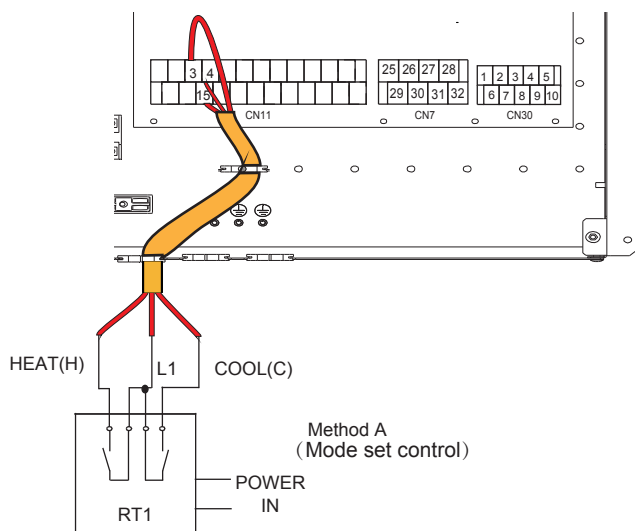 3 4
15
CN11
25 26 27 28
29 30 31 32
CN7
1 2 3 4 5
6 7 8 9 10
CN30
HEAT(H)
L1
COOL(C)
Method A
(Mode set control)
POWER
IN
RT1